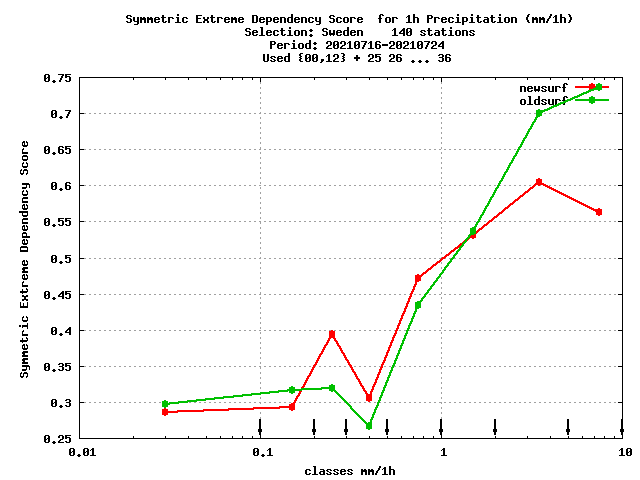 Symmetric Extreme Dependency Score  for 1h Precipitation (mm/1h)
Selection: Sweden    140 stations
Period: 20210716-20210724
Used {00,12} + 25 26 ... 36
newsurf
oldsurf
Symmetric Extreme Dependency Score
0.75
0.7
0.65
0.6
0.55
0.5
0.45
0.4
0.35
0.3
0.25
0.01 0.1 1 10
classes mm/1h